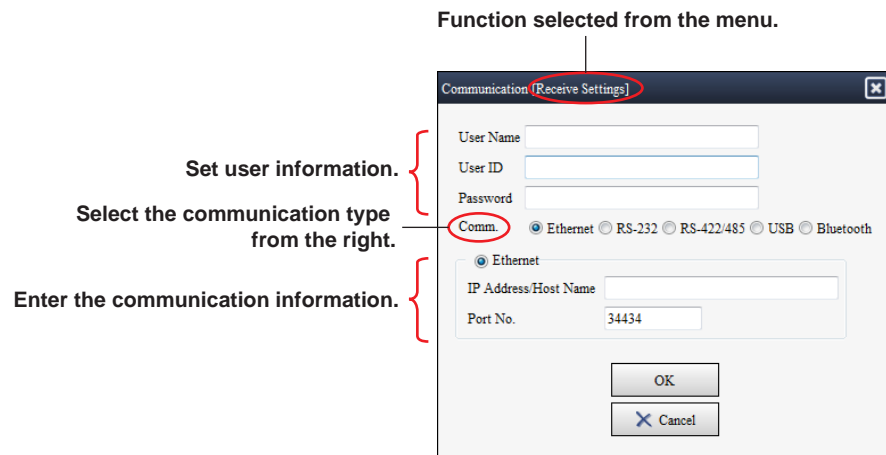 Function selected from the menu.
Communication [Receive Settings]
User Name
Set user information.
User ID
Password
Select the communication type
from the right.
Comm. Ethernet RS-232 RS-422/485 USB Bluetooth
Ethernet
Enter the communication information.
IP Address/Host Name
Port No. 34434
OK
Cancel